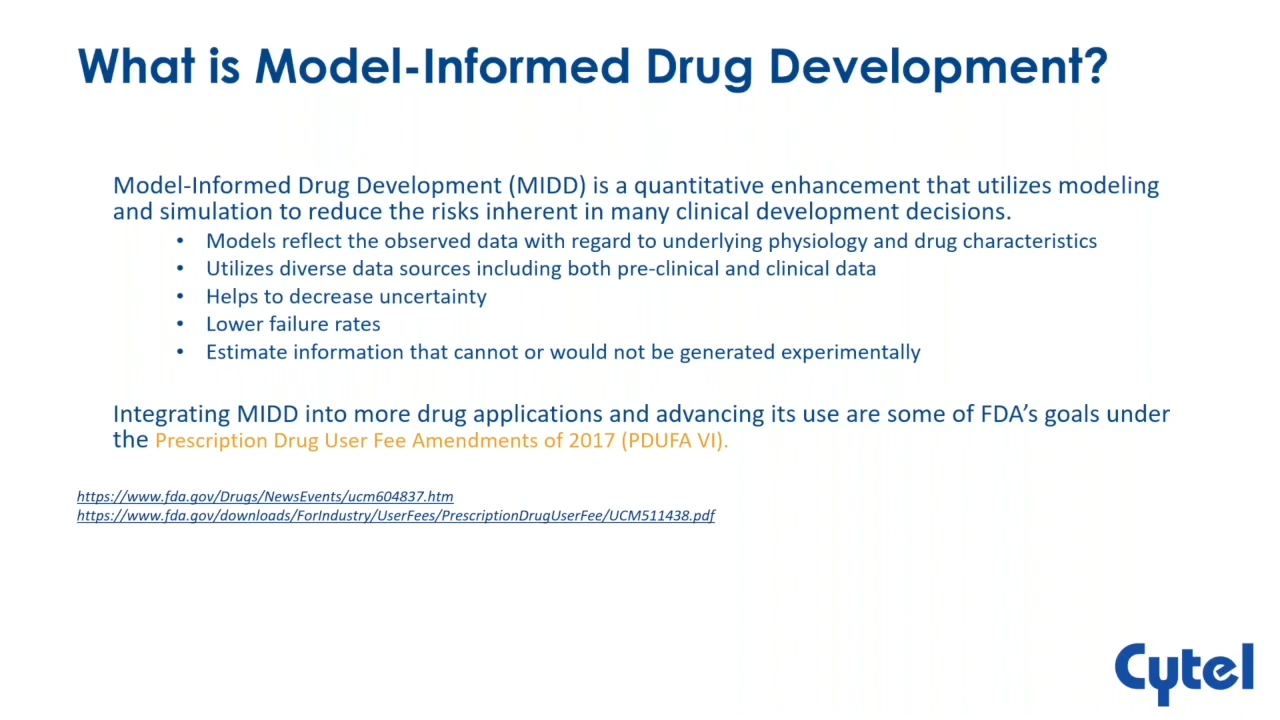 What is Model-Informed Drug Development?
Model-Informed Drug Development (MIDD) is a quantitative enhancement that utilizes modeling
and simulation to reduce the risks inherent in many clinical development decisions.
• Models reflect the observed data with regard to underlying physiology and drug characteristics
• Utilizes diverse data sources including both pre-clinical and clinical data
• Helps to decrease uncertainty
• Lower failure rates
• Estimate information that cannot or would not be generated experimentally
Integrating MIDD into more drug applications and advancing its use are some of FDA’s goals under
the Prescription Drug User Fee Amendments of 2017 (PDUFA VI).
https://www.fda.gov/Drugs/NewsEvents/ucm604837.htm
https://www.fda.gov/downloads/ForIndustry/UserFees/PrescriptionDrugUserFee/UCM511438.pdf
Cytel